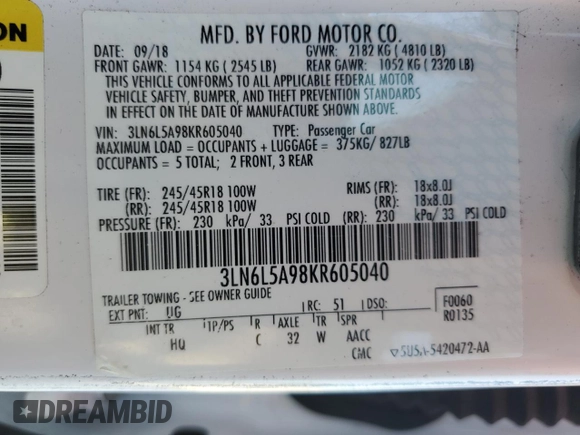 ON
MFD. BY FORD MOTOR CO.
DATE: 09/18 GVWR: 2182 KG ( 4810 LB)
FRONT GAWR: 1154 KG ( 2545 LB) REAR GAWR: 1052 KG ( 2320 LB)
THIS VEHICLE CONFORMS TO ALL APPLICABLE FEDERAL MOTOR
VEHICLE SAFETY, BUMPER, AND THEFT PREVENTION STANDARDS
IN EFFECT ON THE DATE OF MANUFACTURE SHOWN ABOVE.
VIN: 3LN6L5A98KR605040 TYPE: Passenger Car
MAXIMUM LOAD = OCCUPANTS + LUGGAGE = 375KG/ 827LB
OCCUPANTS = 5 TOTAL; 2 FRONT, 3 REAR
TIRE (FR): 245/45R18 100W RIMS (FR): 18x8.0J
(RR): 245/45R18 100W (RR): 18x8.0J
PRESSURE (FR): 230 kPa/ 33 PSI COLD (RR): 230 kPa/ 33 PSI COLD
3LN6L5A98KR605040
TRAILER TOWING - SEE OWNER GUIDE
EXT PNT: UG RC: 51 DSO: F0060
R0135
INT TR TP/PS R AXLE TR SPR
HQ C 32 W AACC
CMC 5420472-AA
DREAMBID